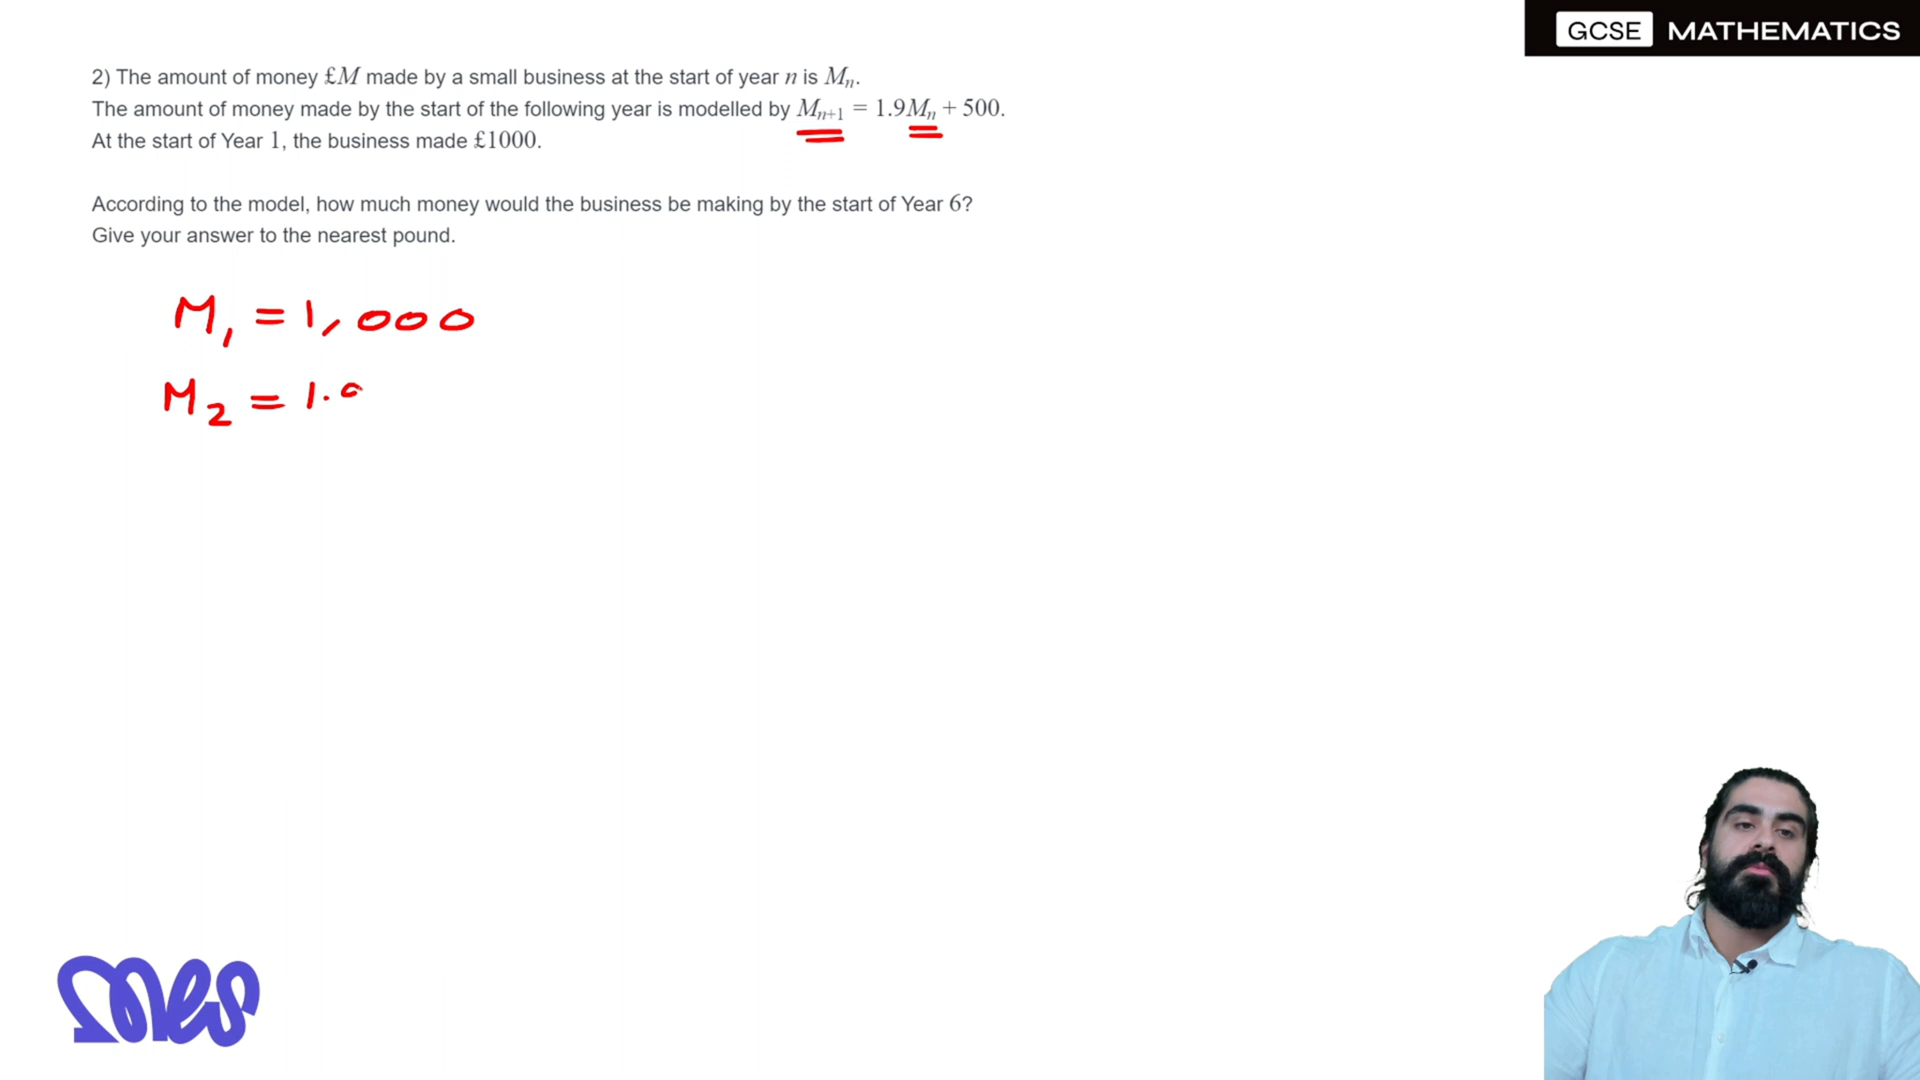 GCSE MATHEMATICS
2) The amount of money £M made by a small business at the start of year n is Mₙ.
The amount of money made by the start of the following year is modelled by Mₙ₊₁ = 1.9Mₙ + 500.
At the start of Year 1, the business made £1000.
According to the model, how much money would the business be making by the start of Year 6?
Give your answer to the nearest pound.
M₁ = 1,000
M₂ = 1.
mes